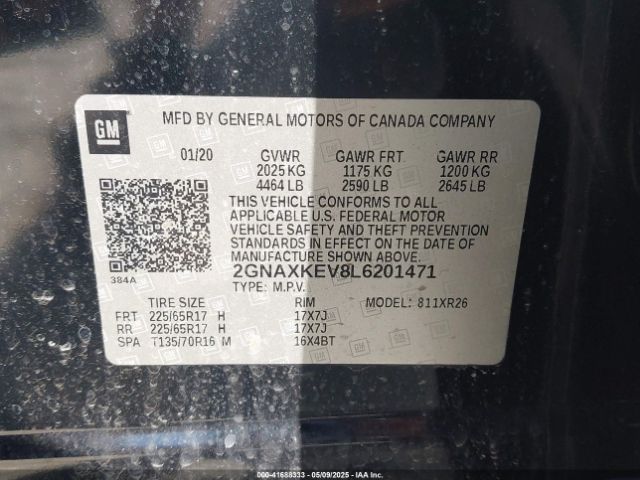 GM
MFD BY GENERAL MOTORS OF CANADA COMPANY
01/20 GVWR GAWR FRT. GAWR RR
2025 KG 1175 KG 1200 KG
4464 LB 2590 LB 2645 LB
THIS VEHICLE CONFORMS TO ALL
APPLICABLE U.S. FEDERAL MOTOR
VEHICLE SAFETY AND THEFT PREVENTION
STANDARDS IN EFFECT ON THE DATE OF
MANUFACTURE SHOWN ABOVE.
384A 2GNAXKEV8L6201471
TYPE: M.P.V.
TIRE SIZE RIM MODEL: 811XR26
FRT 225/65R17 H 17X7J
RR 225/65R17 H 17X7J
SPA T135/70R16 M 16X4BT
000-41688333 - 05/09/2025 - IAA Inc.